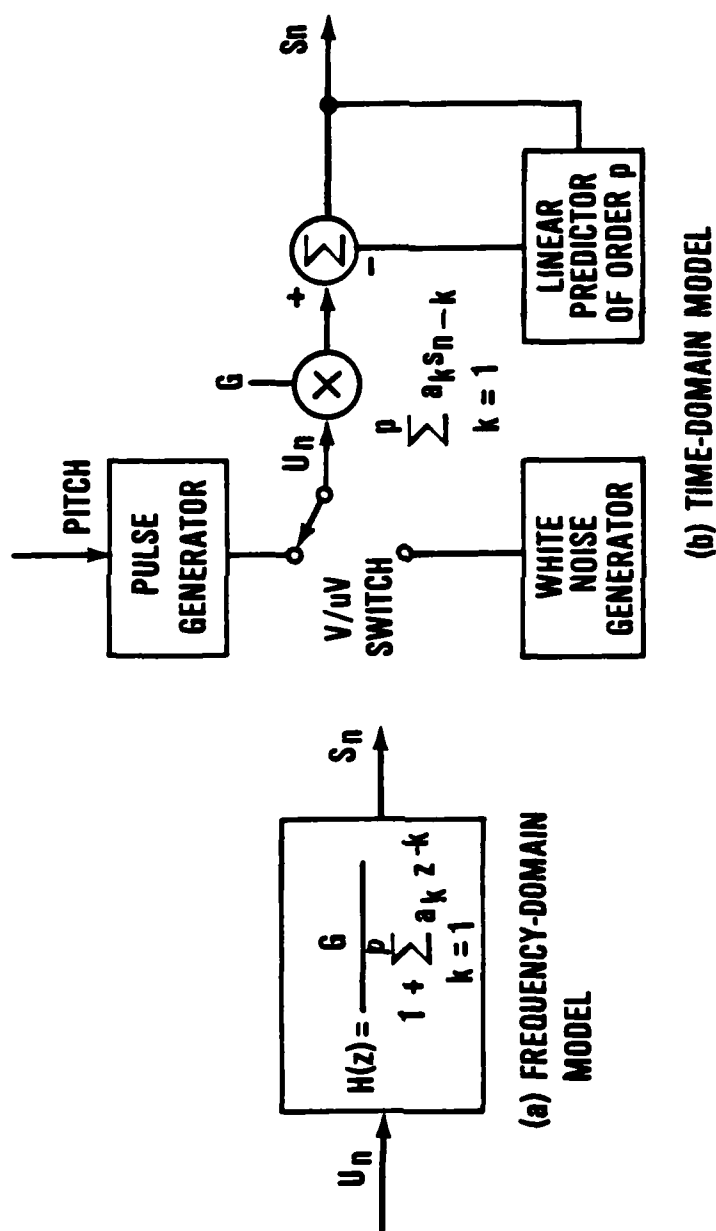 Un
H(z) =
G
p
1 + Σ ak z-k
k = 1
Sn
(a) FREQUENCY-DOMAIN
MODEL
PITCH
PULSE
GENERATOR
V/uV
SWITCH
WHITE
NOISE
GENERATOR
Un
G
×
+
Σ
-
p
Σ aksn-k
k = 1
LINEAR
PREDICTOR
OF ORDER p
Sn
(b) TIME-DOMAIN MODEL